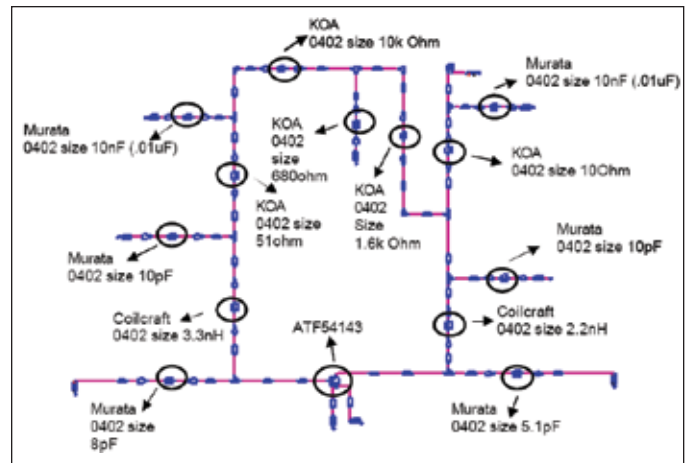 KOA
0402 size 10k Ohm
Murata
0402 size 10nF (.01uF)
Murata
0402 size 10nF (.01uF)
KOA
0402
size
680ohm
KOA
0402
Size
1.6k Ohm
KOA
0402 size 10Ohm
KOA
0402 size
51ohm
Murata
0402 size 10pF
Murata
0402 size 10pF
Coilcraft
0402 size 3.3nH
ATF54143
Coilcraft
0402 size 2.2nH
Murata
0402 size
8pF
Murata
0402 size 5.1pF